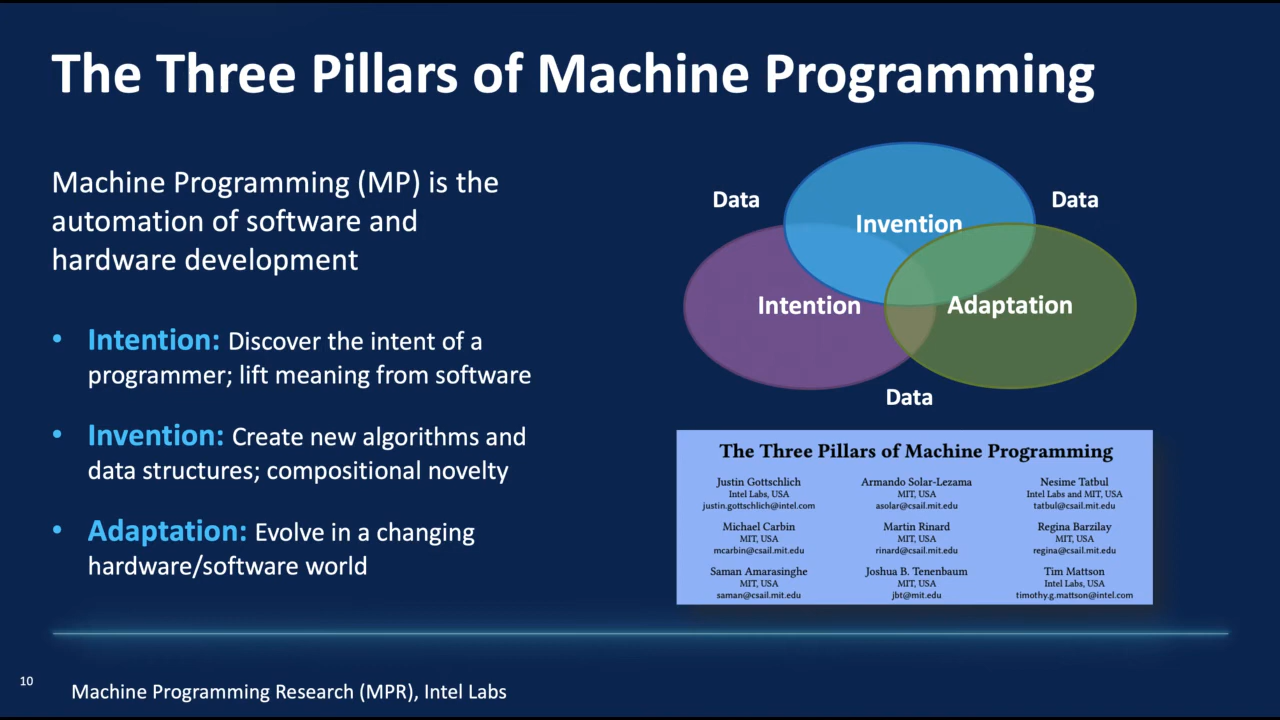 The Three Pillars of Machine Programming
Machine Programming (MP) is the
automation of software and
hardware development
• Intention: Discover the intent of a
programmer; lift meaning from software
• Invention: Create new algorithms and
data structures; compositional novelty
• Adaptation: Evolve in a changing
hardware/software world
Data
Data
Invention
Intention
Adaptation
Data
The Three Pillars of Machine Programming
Justin Gottschlich
Intel Labs, USA
justin.gottschlich@intel.com
Armando Solar-Lezama
MIT, USA
asolar@csail.mit.edu
Nesime Tatbul
Intel Labs and MIT, USA
tatbul@csail.mit.edu
Michael Carbin
MIT, USA
mcarbin@csail.mit.edu
Martin Rinard
MIT, USA
rinard@csail.mit.edu
Regina Barzilay
MIT, USA
regina@csail.mit.edu
Saman Amarasinghe
MIT, USA
saman@csail.mit.edu
Joshua B. Tenenbaum
MIT, USA
jbt@mit.edu
Tim Mattson
Intel Labs, USA
timothy.g.mattson@intel.com
10
Machine Programming Research (MPR), Intel Labs